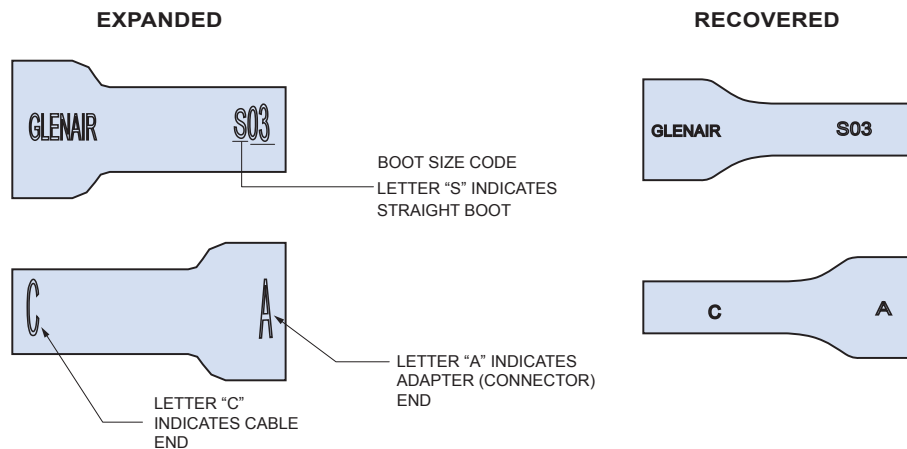 EXPANDED
RECOVERED
GLENAIR
S03
GLENAIR
S03
BOOT SIZE CODE
LETTER “S” INDICATES
STRAIGHT BOOT
C
A
C
A
LETTER “A” INDICATES
ADAPTER (CONNECTOR)
END
LETTER “C”
INDICATES CABLE
END